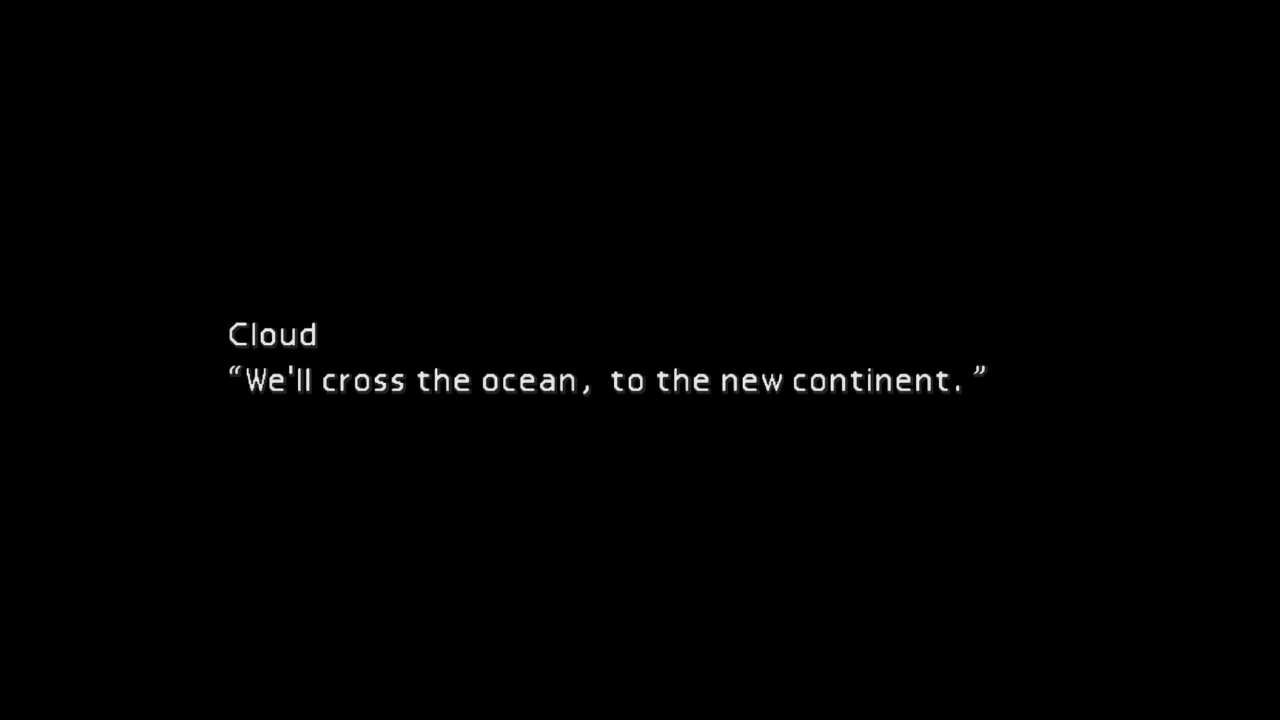 Cloud
“We'll cross the ocean, to the new continent.”